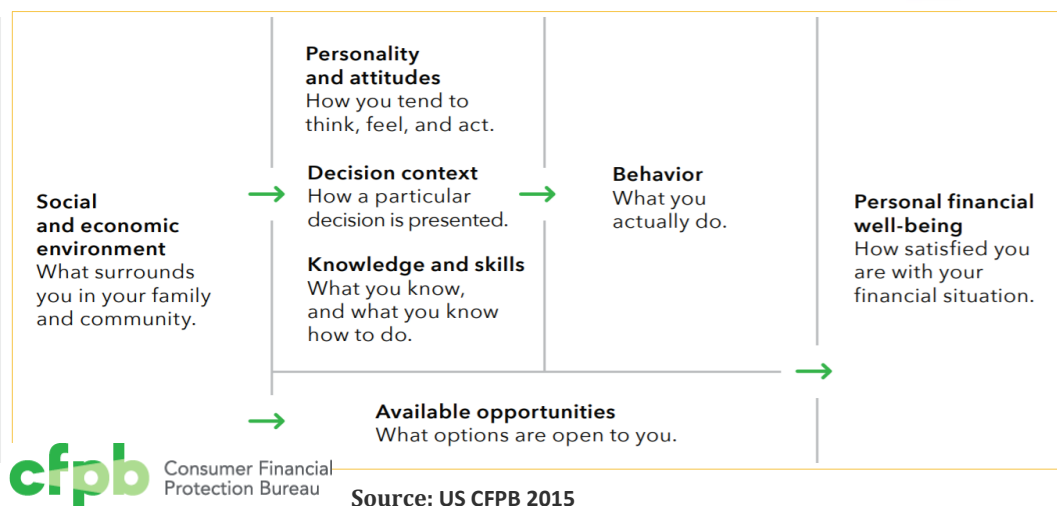 Social
and economic
environment
What surrounds
you in your family
and community.
Personality
and attitudes
How you tend to
think, feel, and act.
Decision context
How a particular
decision is presented.
Knowledge and skills
What you know,
and what you know
how to do.
Behavior
What you
actually do.
Available opportunities
What options are open to you.
Personal financial
well-being
How satisfied you
are with your
financial situation.
cfpb
Consumer Financial
Protection Bureau
Source: US CFPB 2015